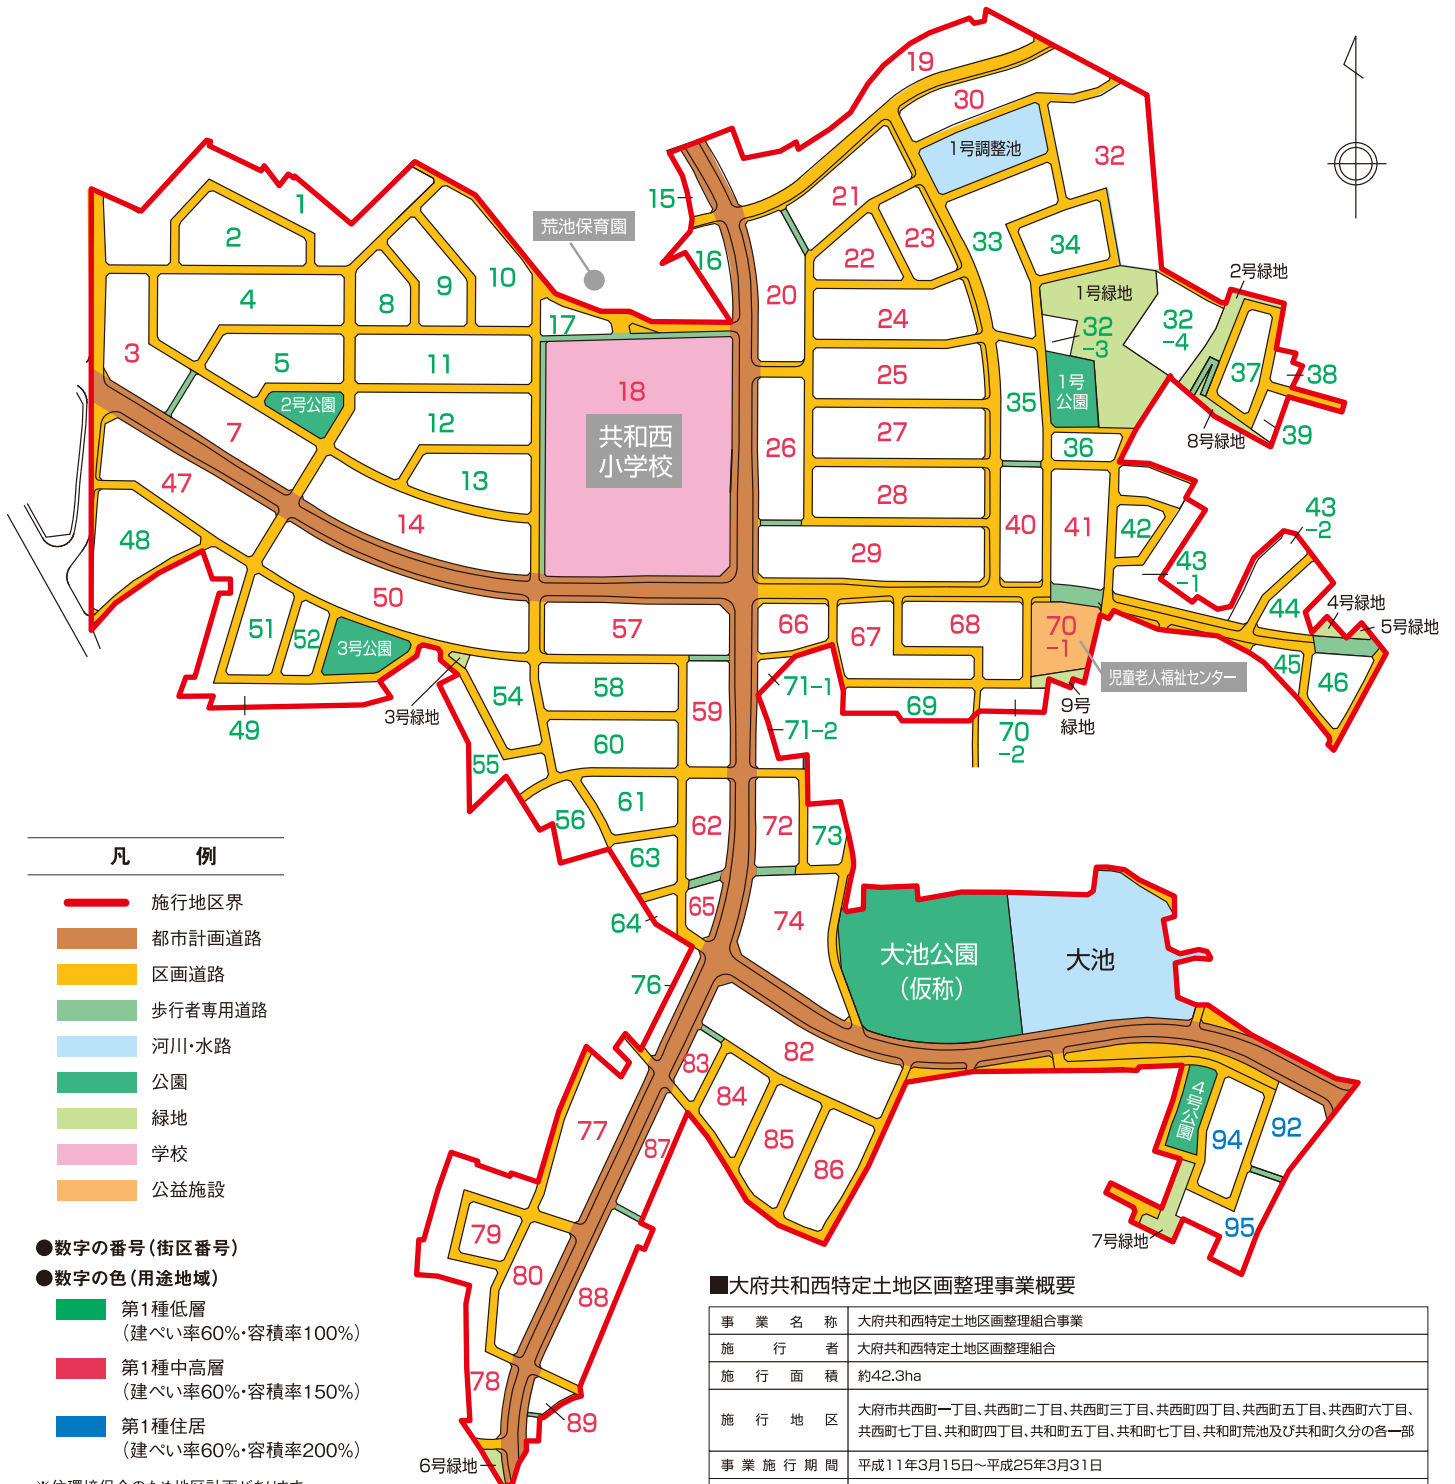 19
30
1号調整池
32
15
21
23
33
34
1
2
荒池保育園
16
22
10
9
8
4
20
1号緑地
2号緑地
32
-3
32
-4
24
17
3
5
11
18
25
35
1号
公園
37
38
2号公園
12
7
共和西
小学校
26
27
36
8号緑地
39
13
28
47
14
40
41
42
43
-1
43
-2
48
29
50
51
52
3号公園
57
66
67
68
70
-1
44
4号緑地
5号緑地
45
46
児童老人福祉センター
49
3号緑地
54
58
59
71-1
71-2
69
70
-2
9号
緑地
55
60
56
61
62
72
73
63
64
65
74
76
大池公園
(仮称)
大池
82
83
84
85
86
4号公園
94
92
95
7号緑地
77
87
79
80
88
78
89
6号緑地
凡 例
施行地区界
都市計画道路
区画道路
歩行者専用道路
河川・水路
公園
緑地
学校
公益施設
●数字の番号(街区番号)
●数字の色(用途地域)
第1種低層
(建ぺい率60%・容積率100%)
第1種中高層
(建ぺい率60%・容積率150%)
第1種住居
(建ぺい率60%・容積率200%)
■大府共和西特定土地区画整理事業概要
事業名称 大府共和西特定土地区画整理組合事業
施行者 大府共和西特定土地区画整理組合
施行面積 約42.3ha
施行地区 大府市共西町一丁目、共西町二丁目、共西町三丁目、共西町四丁目、共西町五丁目、共西町六丁目、
共西町七丁目、共和町四丁目、共和町五丁目、共和町七丁目、共和町荒池及び共和町久分の各一部
事業施行期間 平成11年3月15日～平成25年3月31日